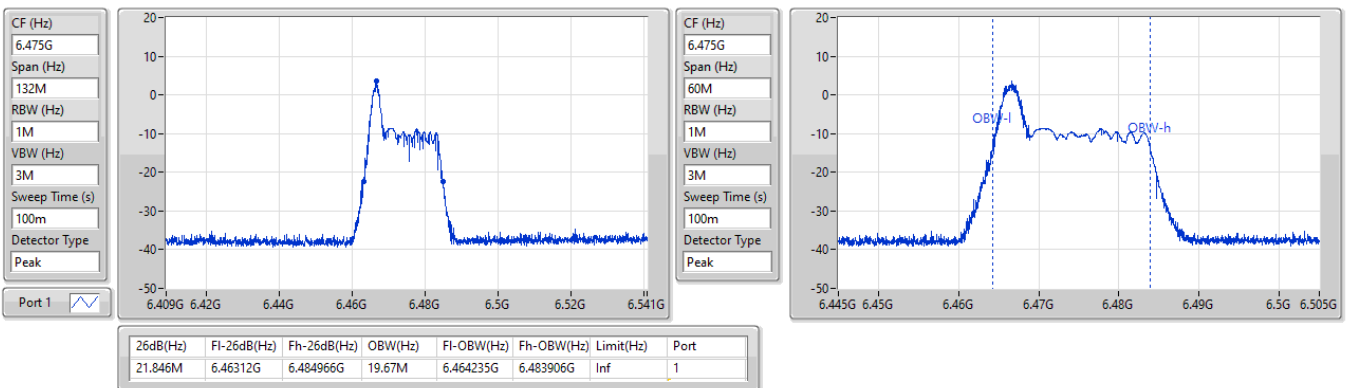 CF (Hz)
6.475G
Span (Hz)
132M
RBW (Hz)
1M
VBW (Hz)
3M
Sweep Time (s)
100m
Detector Type
Peak
Port 1
20
10
0
-10
-20
-30
-40
-50
6.409G 6.42G 6.44G 6.46G 6.48G 6.5G 6.52G 6.541G
CF (Hz)
6.475G
Span (Hz)
60M
RBW (Hz)
1M
VBW (Hz)
3M
Sweep Time (s)
100m
Detector Type
Peak
20
10
0
-10
-20
-30
-40
-50
OBW-l
OBW-h
6.445G 6.45G 6.46G 6.47G 6.48G 6.49G 6.5G 6.505G
26dB(Hz) Fl-26dB(Hz) Fh-26dB(Hz) OBW(Hz) Fl-OBW(Hz) Fh-OBW(Hz) Limit(Hz) Port
21.846M 6.46312G 6.484966G 19.67M 6.464235G 6.483906G Inf 1